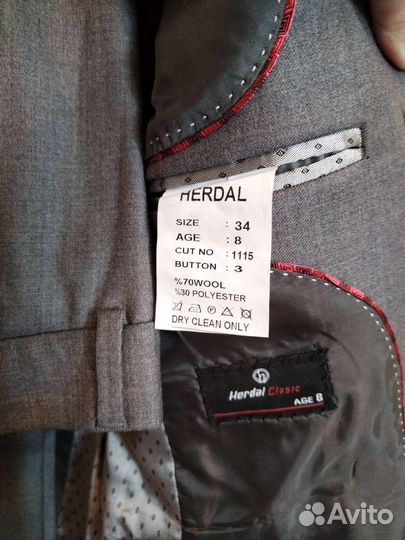 HERDAL
SIZE : 34
AGE : 8
CUT NO : 1115
BUTTON : 3
%70WOOL
%30 POLYESTER
DRY CLEAN ONLY
Herdal Clasic
AGE 8
Avito